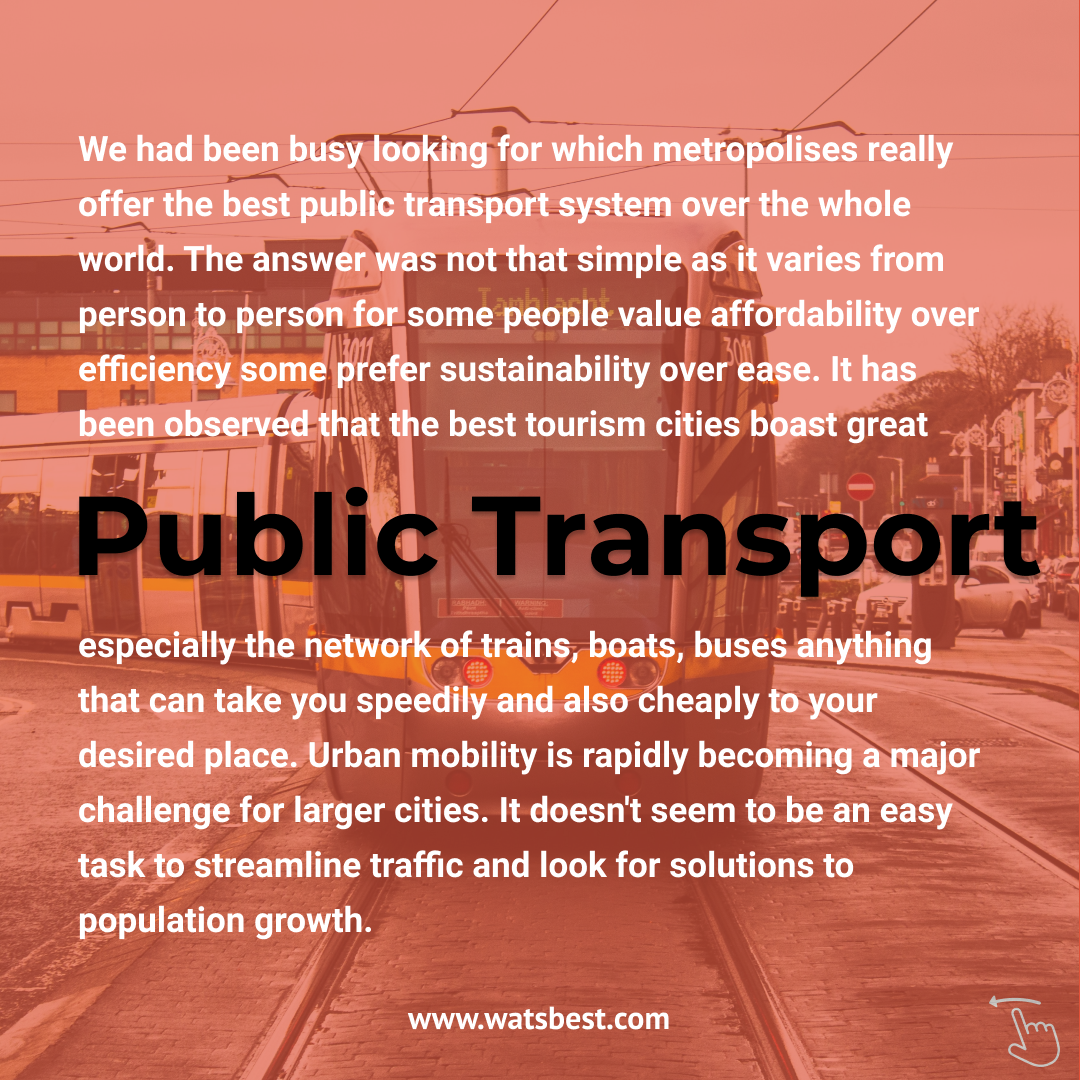 We had been busy looking for which metropolises really
offer the best public transport system over the whole
world. The answer was not that simple as it varies from
person to person for some people value affordability over
efficiency some prefer sustainability over ease. It has
been observed that the best tourism cities boast great
Public Transport
especially the network of trains, boats, buses anything
that can take you speedily and also cheaply to your
desired place. Urban mobility is rapidly becoming a major
challenge for larger cities. It doesn't seem to be an easy
task to streamline traffic and look for solutions to
population growth.
www.watsbest.com
Tamhlacht
3011
3011